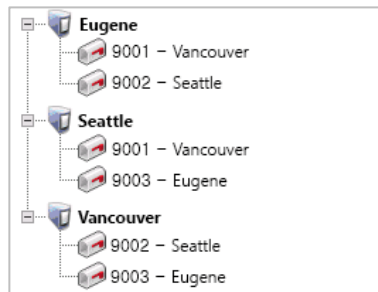 Eugene
9001 – Vancouver
9002 – Seattle
Seattle
9001 – Vancouver
9003 – Eugene
Vancouver
9002 – Seattle
9003 – Eugene